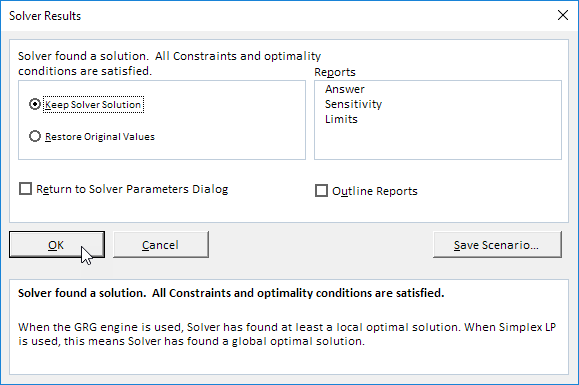 Solver Results
Solver found a solution.  All Constraints and optimality
conditions are satisfied.
Keep Solver Solution
Restore Original Values
Reports
Answer
Sensitivity
Limits
Return to Solver Parameters Dialog
Outline Reports
OK
Cancel
Save Scenario...
Solver found a solution.  All Constraints and optimality conditions are satisfied.
When the GRG engine is used, Solver has found at least a local optimal solution. When Simplex LP
is used, this means Solver has found a global optimal solution.